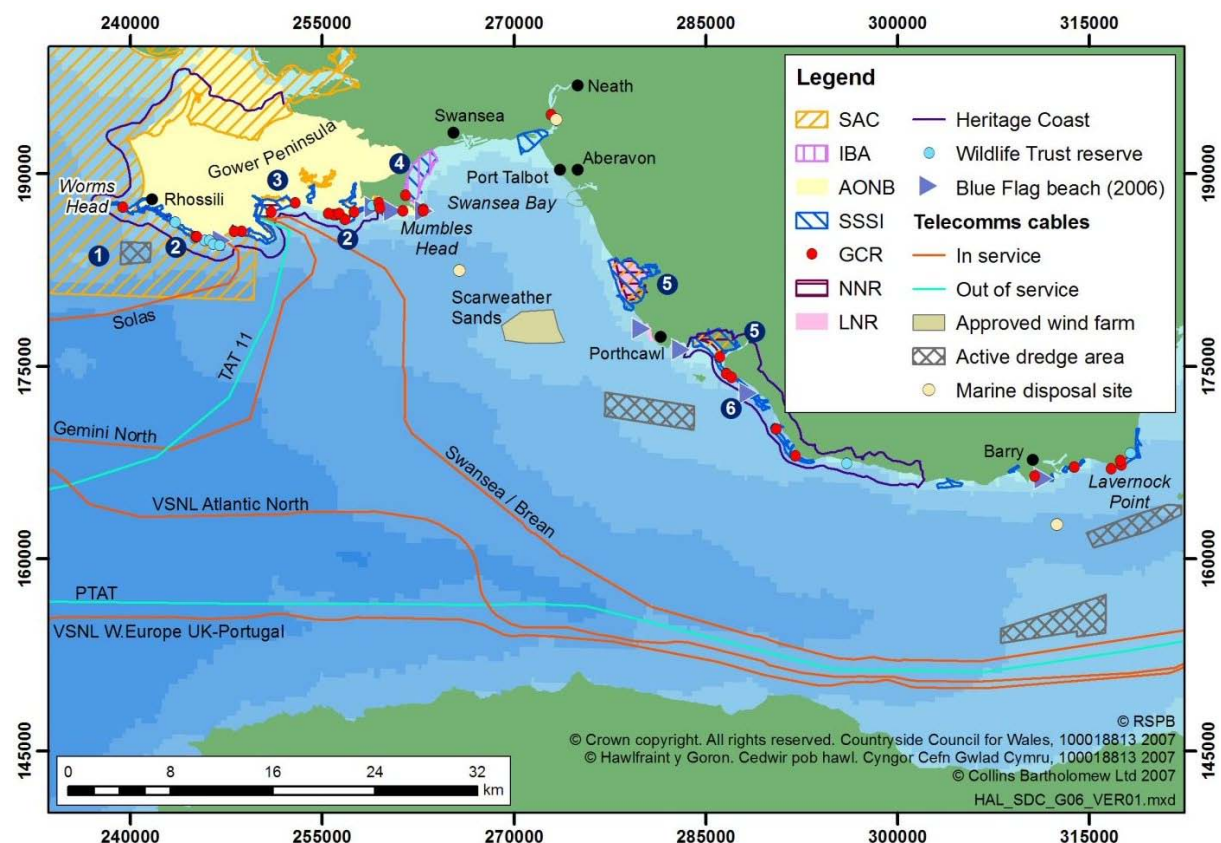 240000
255000
270000
285000
300000
315000
190000
175000
160000
145000
190000
175000
160000
145000
240000
255000
270000
285000
300000
315000
Neath
Swansea
Aberavon
Port Talbot
Swansea Bay
4
Gower Peninsula
3
Worms
Head
Rhossili
1
2
2
Mumbles
Head
5
Scarweather
Sands
Solas
TAT 11
Porthcawl
5
6
Gemini North
Swansea / Brean
VSNL Atlantic North
Barry
Lavernock
Point
PTAT
VSNL W.Europe UK-Portugal
Legend
SAC
IBA
AONB
SSSI
GCR
NNR
LNR
Heritage Coast
Wildlife Trust reserve
Blue Flag beach (2006)
Telecomms cables
In service
Out of service
Approved wind farm
Active dredge area
Marine disposal site
0 8 16 24 32
km
© RSPB
© Crown copyright. All rights reserved. Countryside Council for Wales, 100018813 2007
© Hawlfraint y Goron. Cedwir pob hawl. Cyngor Cefn Gwlad Cymru, 100018813 2007
© Collins Bartholomew Ltd 2007
HAL_SDC_G06_VER01.mxd